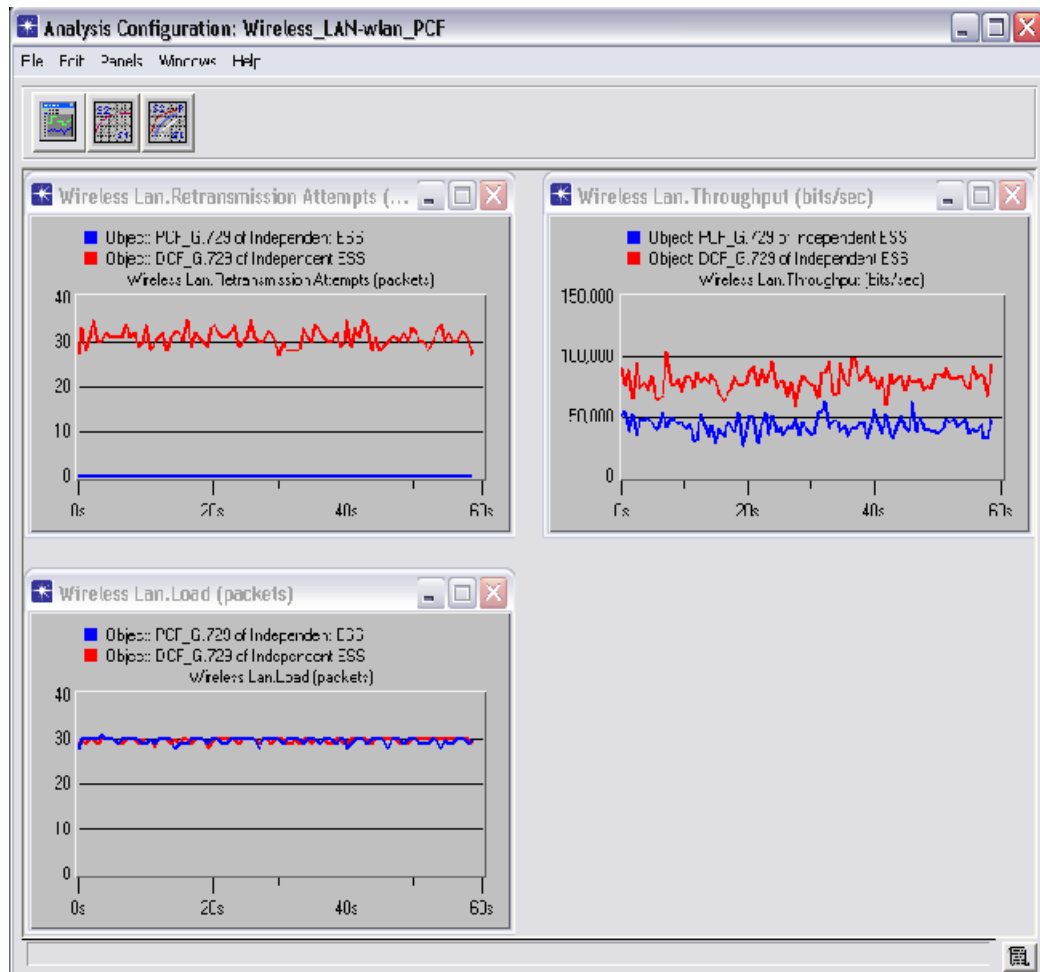 Analysis Configuration: Wireless_LAN-wlan_PCF
File Edit Panels Windows Help
Wireless Lan.Retransmission Attempts (...
Object: PCF_G.729 of Independent ESS
Object: DCF_G.729 of Independent ESS
Wireless Lan.Retransmission Attempts (packets)
40
30
20
10
0
0s 20s 40s 60s
Wireless Lan.Throughput (bits/sec)
Object: PCF_G.729 of Independent ESS
Object: DCF_G.729 of Independent ESS
Wireless Lan.Throughput (bits/sec)
150,000
100,000
50,000
0
0s 20s 40s 60s
Wireless Lan.Load (packets)
Object: PCF_G.729 of Independent ESS
Object: DCF_G.729 of Independent ESS
Wireless Lan.Load (packets)
40
30
20
10
0
0s 20s 40s 60s